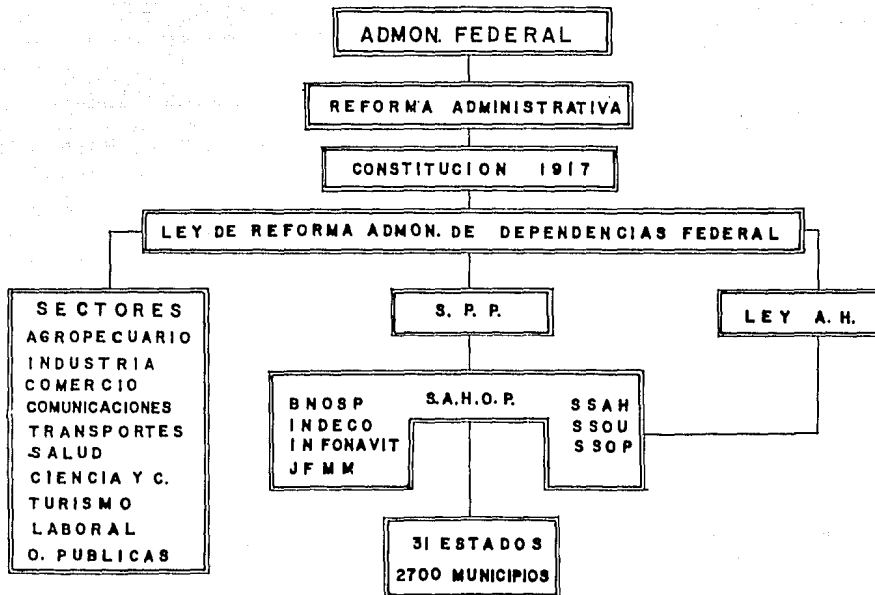 ADMON. FEDERAL
REFORMA ADMINISTRATIVA
CONSTITUCION 1917
LEY DE REFORMA ADMON. DE DEPENDENCIAS FEDERAL
SECTORES
AGROPECUARIO
INDUSTRIA
COMERCIO
COMUNICACIONES
TRANSPORTES
SALUD
CIENCIA Y C.
TURISMO
LABORAL
O. PUBLICAS
S. P. P.
LEY A. H.
BNOSP
INDECO
INFONAVIT
JFMM
S.A.H.O.P.
SSAH
SSOU
SSOP
31 ESTADOS
2700 MUNICIPIOS